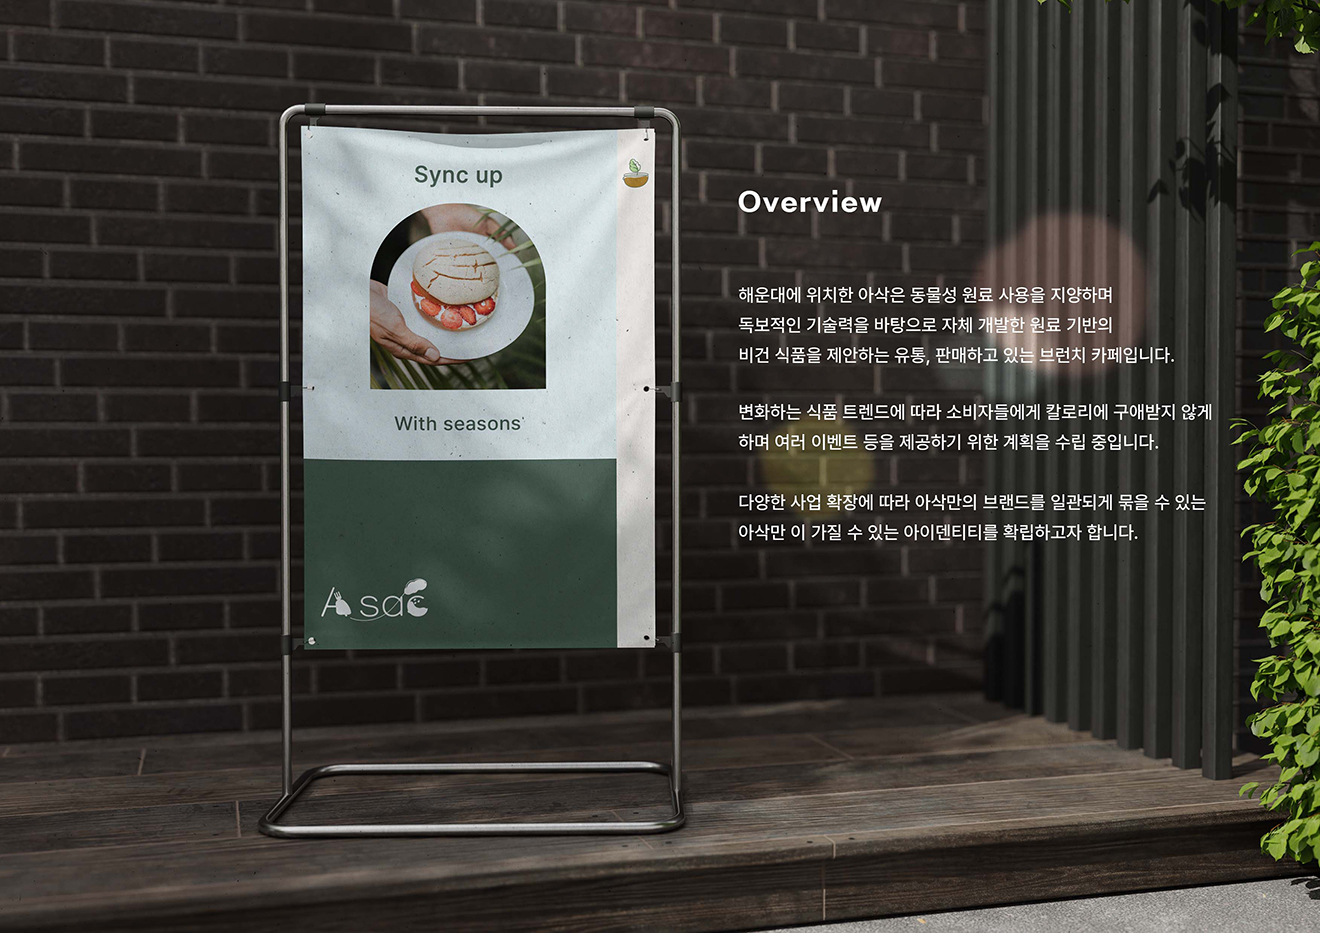 Sync up
With seasons'
Asac
Overview
해운대에 위치한 아삭은 동물성 원료 사용을 지양하며
독보적인 기술력을 바탕으로 자체 개발한 원료 기반의
비건 식품을 제안하는 유통, 판매하고 있는 브런치 카페입니다.
변화하는 식품 트렌드에 따라 소비자들에게 칼로리에 구애받지 않게
하며 여러 이벤트 등을 제공하기 위한 계획을 수립 중입니다.
다양한 사업 확장에 따라 아삭만의 브랜드를 일관되게 묶을 수 있는
아삭만 이 가질 수 있는 아이덴티티를 확립하고자 합니다.